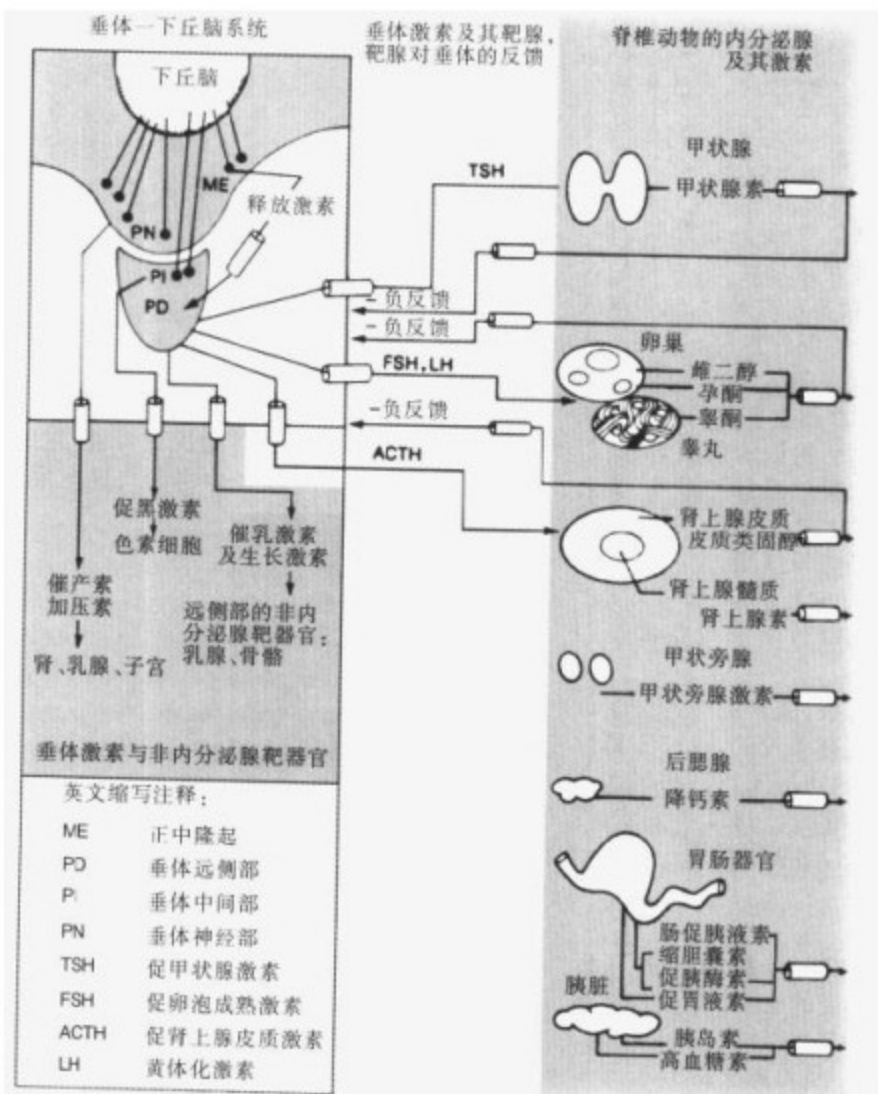 垂体—下丘脑系统
下丘脑
ME
释放激素
PN
PI
PD
垂体激素及其靶腺，
靶腺对垂体的反馈
TSH
-负反馈
-负反馈
FSH,LH
-负反馈
ACTH
脊椎动物的内分泌腺
及其激素
甲状腺
甲状腺素
卵巢
雌二醇
孕酮
睾酮
睾丸
肾上腺皮质
皮质类固醇
肾上腺髓质
肾上腺素
甲状旁腺
甲状旁腺激素
后腮腺
降钙素
胃肠器官
肠促胰液素
缩胆囊素
促胰酶素
促胃液素
胰脏
胰岛素
高血糖素
促黑激素
色素细胞
催乳激素
及生长激素
催产素
加压素
远侧部的非内
分泌腺靶器官：
乳腺、骨骼
肾、乳腺、子宫
垂体激素与非内分泌腺靶器官
英文缩写注释：
ME 正中隆起
PD 垂体远侧部
PI 垂体中间部
PN 垂体神经部
TSH 促甲状腺激素
FSH 促卵泡成熟激素
ACTH 促肾上腺皮质激素
LH 黄体化激素